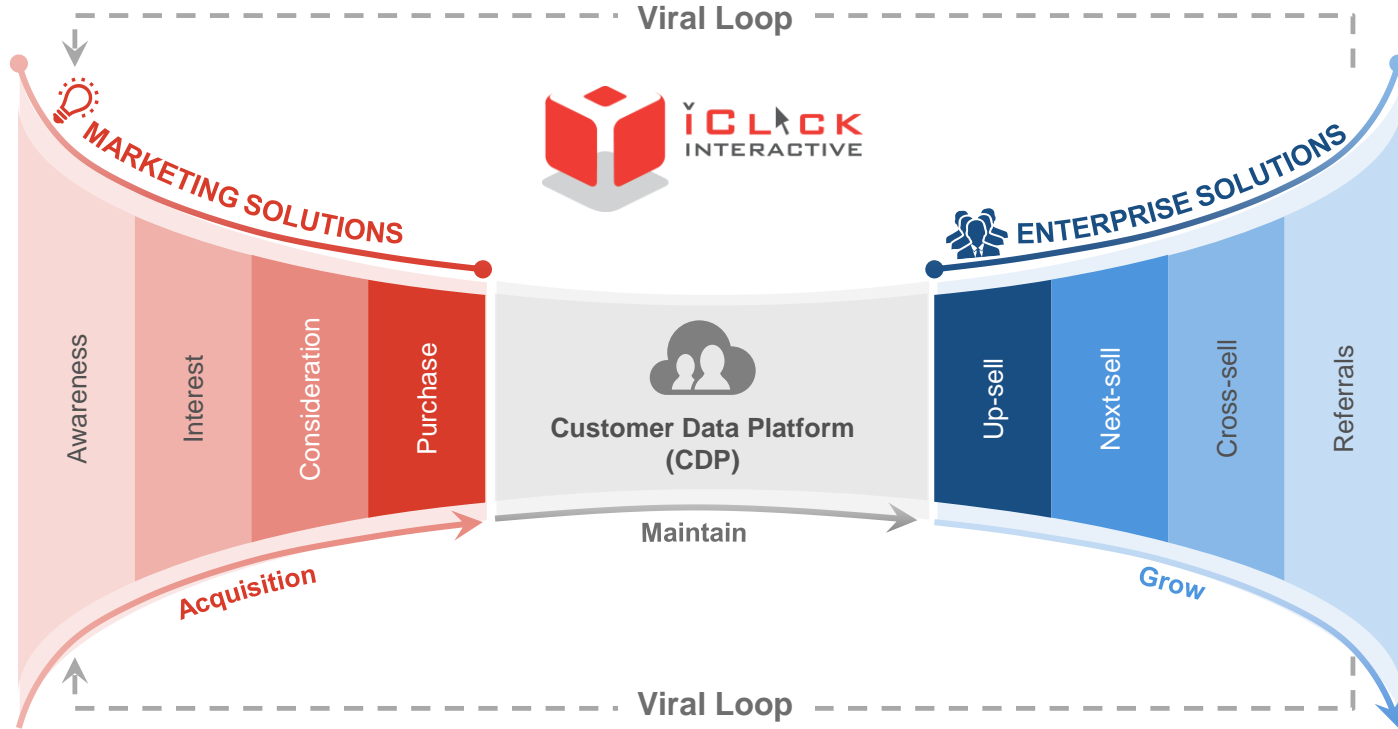 Viral Loop
iCLICK
INTERACTIVE
MARKETING SOLUTIONS
ENTERPRISE SOLUTIONS
Awareness
Interest
Consideration
Purchase
Customer Data Platform
(CDP)
Up-sell
Next-sell
Cross-sell
Referrals
Maintain
Acquisition
Grow
Viral Loop